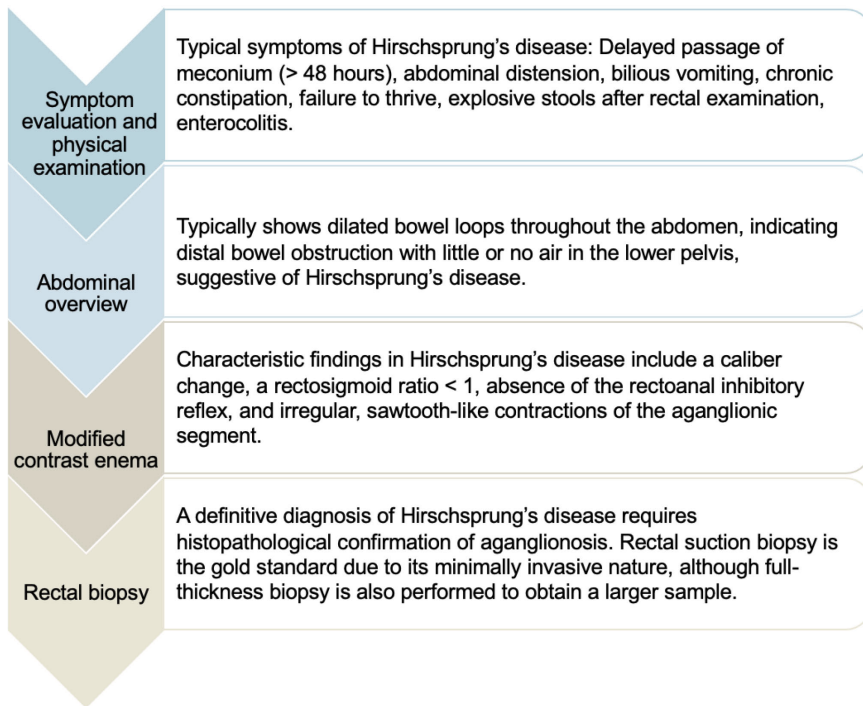 Symptom
evaluation and
physical
examination
Typical symptoms of Hirschsprung's disease: Delayed passage of
meconium (> 48 hours), abdominal distension, bilious vomiting, chronic
constipation, failure to thrive, explosive stools after rectal examination,
enterocolitis.
Abdominal
overview
Typically shows dilated bowel loops throughout the abdomen, indicating
distal bowel obstruction with little or no air in the lower pelvis,
suggestive of Hirschsprung's disease.
Modified
contrast enema
Characteristic findings in Hirschsprung's disease include a caliber
change, a rectosigmoid ratio < 1, absence of the rectoanal inhibitory
reflex, and irregular, sawtooth-like contractions of the aganglionic
segment.
Rectal biopsy
A definitive diagnosis of Hirschsprung's disease requires
histopathological confirmation of aganglionosis. Rectal suction biopsy is
the gold standard due to its minimally invasive nature, although full-
thickness biopsy is also performed to obtain a larger sample.